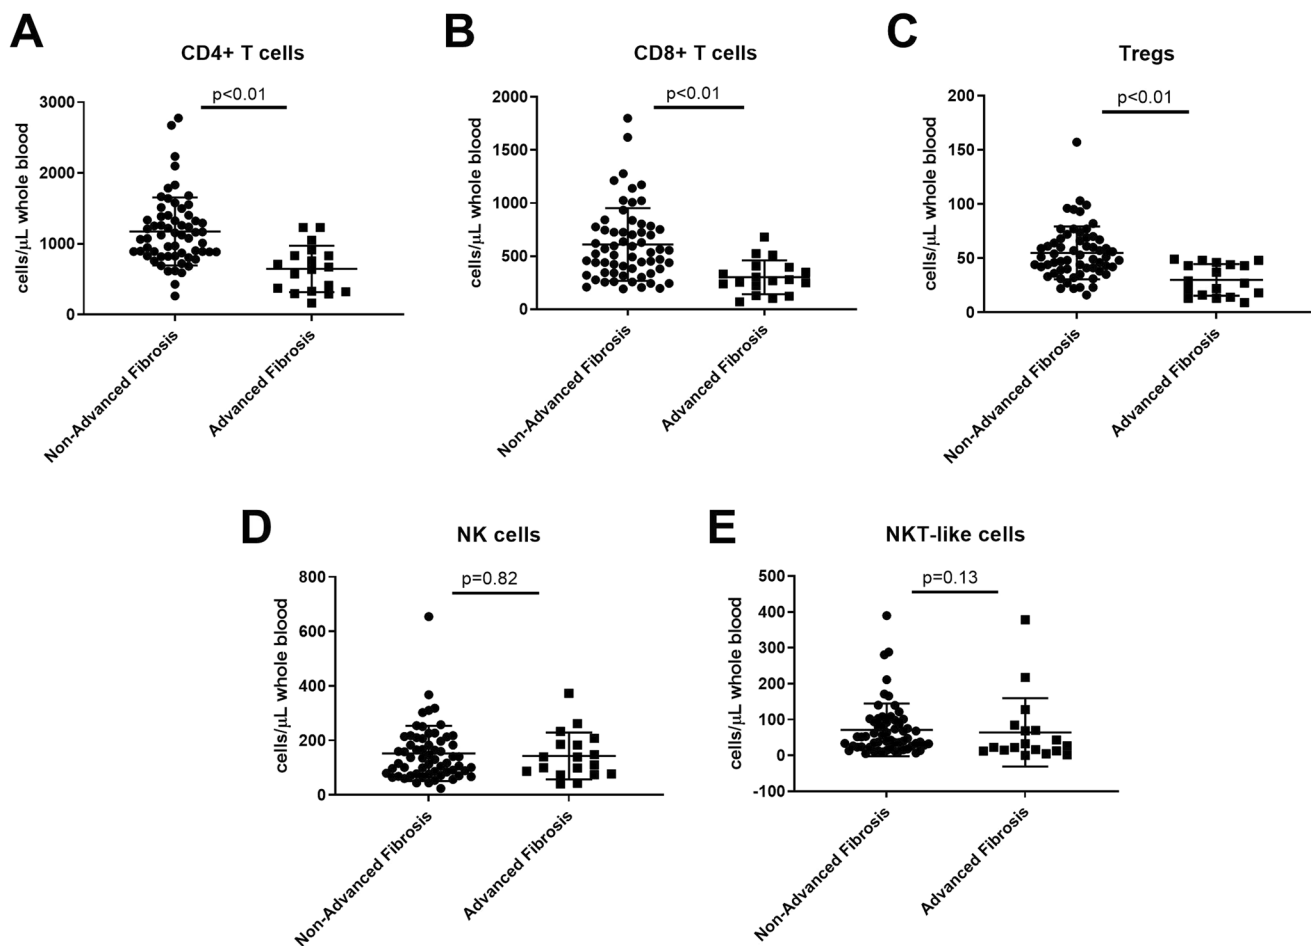 A
CD4+ T cells
p<0.01
cells/μL whole blood
3000
2000
1000
0
Non-Advanced Fibrosis
Advanced Fibrosis
B
CD8+ T cells
p<0.01
cells/μL whole blood
2000
1500
1000
500
0
Non-Advanced Fibrosis
Advanced Fibrosis
C
Tregs
p<0.01
cells/μL whole blood
200
150
100
50
0
Non-Advanced Fibrosis
Advanced Fibrosis
D
NK cells
p=0.82
cells/μL whole blood
800
600
400
200
0
Non-Advanced Fibrosis
Advanced Fibrosis
E
NKT-like cells
p=0.13
cells/μL whole blood
500
400
300
200
100
0
-100
Non-Advanced Fibrosis
Advanced Fibrosis